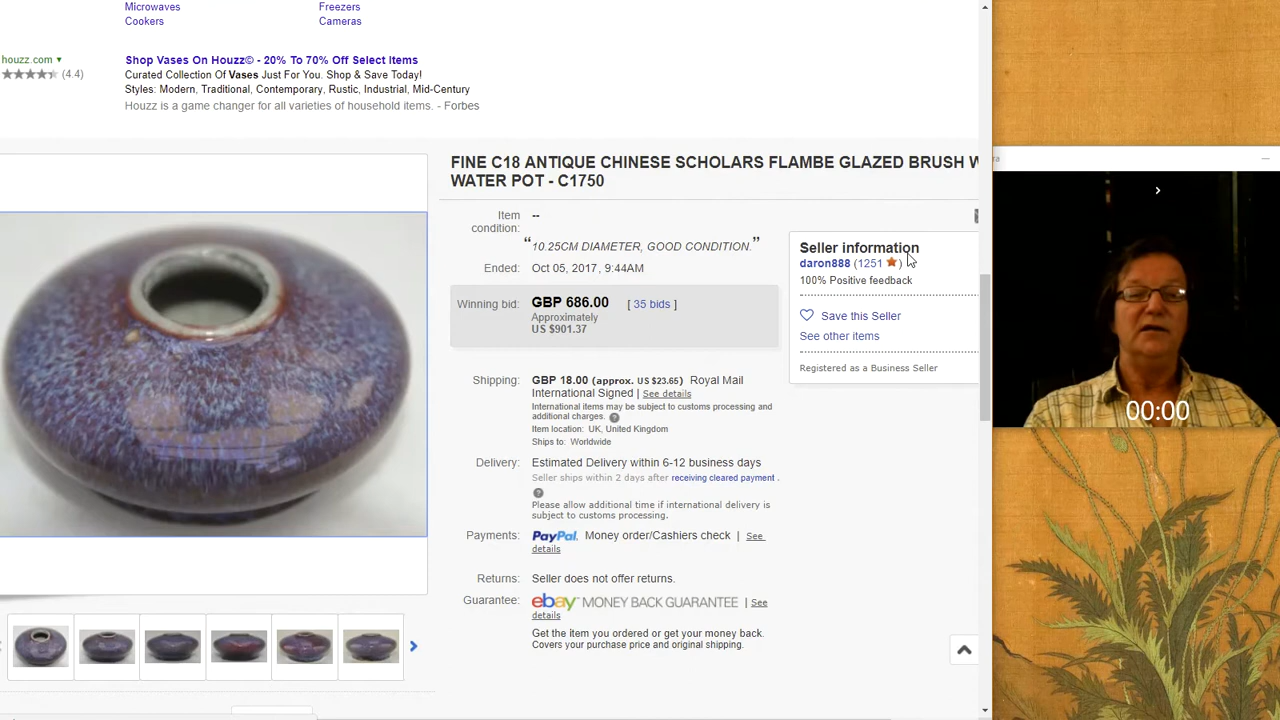 Microwaves
Freezers
Cookers
Cameras
houzz.com
(4.4)
Shop Vases On Houzz© - 20% To 70% Off Select Items
Curated Collection Of Vases Just For You. Shop & Save Today!
Styles: Modern, Traditional, Contemporary, Rustic, Industrial, Mid-Century
Houzz is a game changer for all varieties of household items. - Forbes
FINE C18 ANTIQUE CHINESE SCHOLARS FLAMBE GLAZED BRUSH W
WATER POT - C1750
Item condition: --
“10.25CM DIAMETER, GOOD CONDITION.”
Ended: Oct 05, 2017, 9:44AM
Winning bid: GBP 686.00 [ 35 bids ]
Approximately
US $901.37
Shipping: GBP 18.00 (approx. US $23.65) Royal Mail
International Signed | See details
International items may be subject to customs processing and
additional charges. ?
Item location: UK, United Kingdom
Ships to: Worldwide
Delivery: Estimated Delivery within 6-12 business days
Seller ships within 2 days after receiving cleared payment .
?
Please allow additional time if international delivery is
subject to customs processing.
Payments: PayPal Money order/Cashiers check | See
details
Returns: Seller does not offer returns.
Guarantee: ebay MONEY BACK GUARANTEE | See
details
Get the item you ordered or get your money back.
Covers your purchase price and original shipping.
Seller information
daron888 (1251 )
100% Positive feedback
Save this Seller
See other items
Registered as a Business Seller
ra
00:00